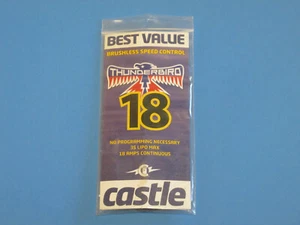 BEST VALUE
BRUSHLESS SPEED CONTROL
THUNDERBIRD
18
NO PROGRAMMING NECESSARY
3S LIPO MAX
18 AMPS CONTINUOUS
castle